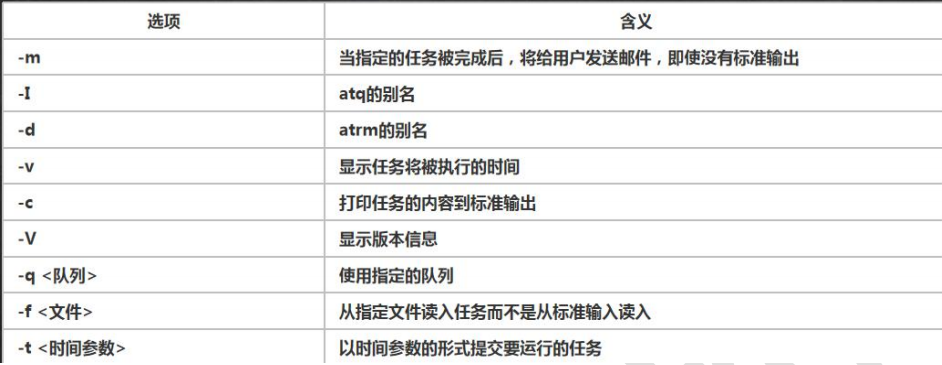 选项 含义
-m 当指定的任务被完成后，将给用户发送邮件，即使没有标准输出
-I atq的别名
-d atrm的别名
-v 显示任务将被执行的时间
-c 打印任务的内容到标准输出
-V 显示版本信息
-q <队列> 使用指定的队列
-f <文件> 从指定文件读入任务而不是从标准输入读入
-t <时间参数> 以时间参数的形式提交要运行的任务